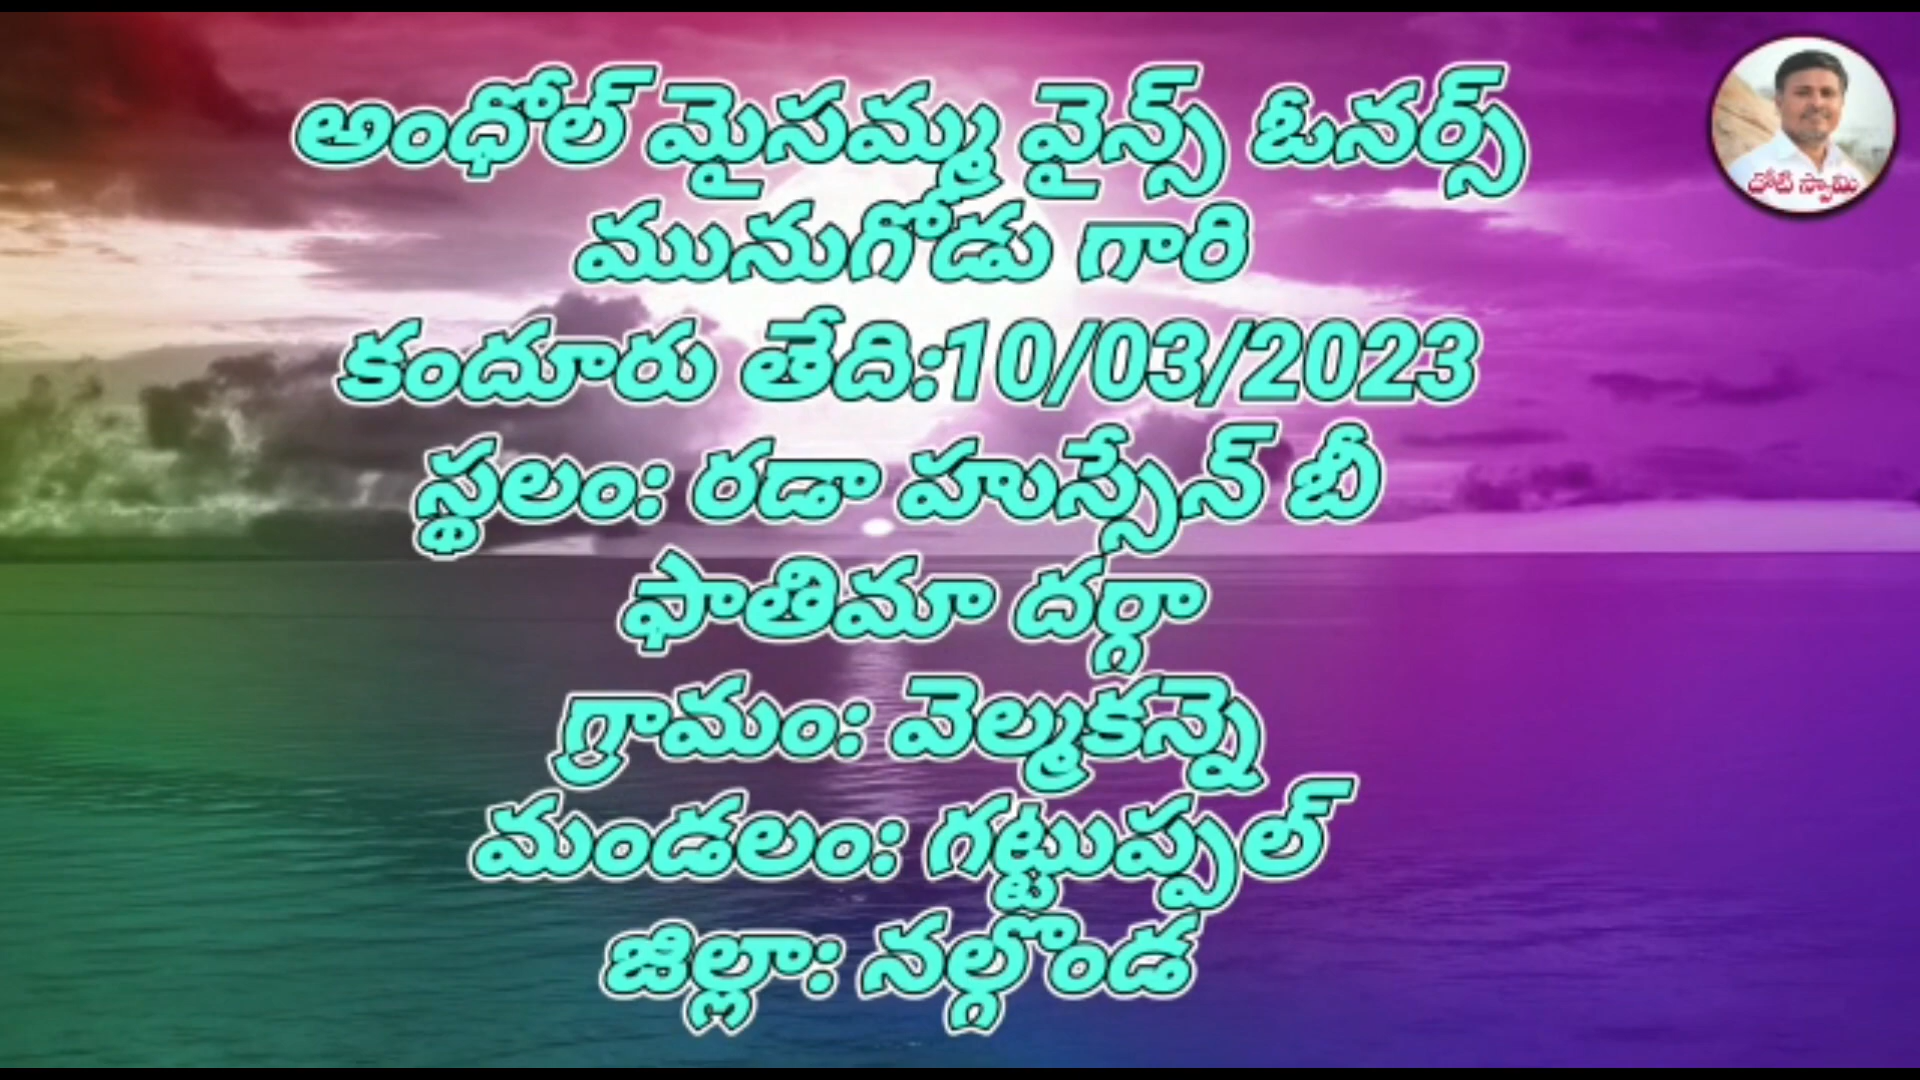 అంధోల్ మైసమ్మ వైన్స్ ఓనర్స్
మునుగోడు గారి
కందూరు తేది:10/03/2023
స్థలం: రడా హుస్సేన్ బీ
ఫాతిమా దర్గా
గ్రామం: వెల్మకన్నె
మండలం: గట్టుప్పల్
జిల్లా: నల్గొండ
దోటి స్వామి